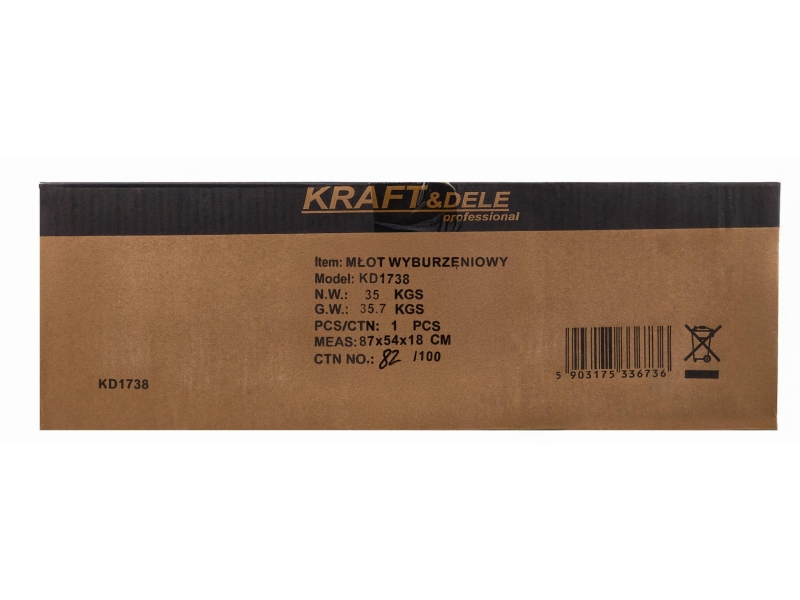 KRAFT&DELE
professional
Item: MŁOT WYBURZENIOWY
Model: KD1738
N.W.: 35 KGS
G.W.: 35.7 KGS
PCS/CTN: 1 PCS
MEAS: 87x54x18 CM
CTN NO.: 82 /100
5 903175 336736
KD1738